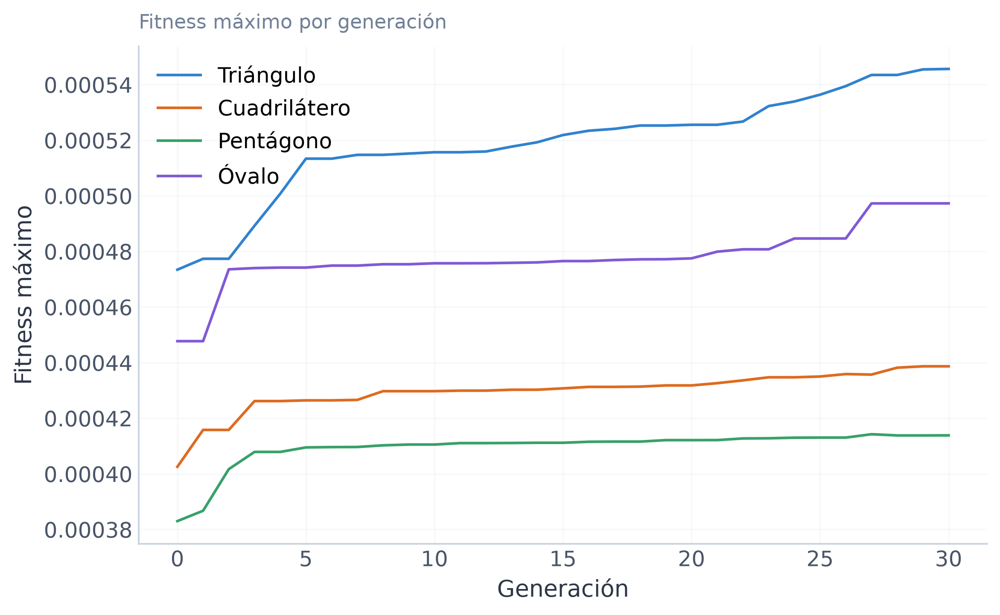 Fitness máximo por generación
Triángulo
Cuadrilátero
Pentágono
Óvalo
Fitness máximo
0.00054
0.00052
0.00050
0.00048
0.00046
0.00044
0.00042
0.00040
0.00038
0 5 10 15 20 25 30
Generación